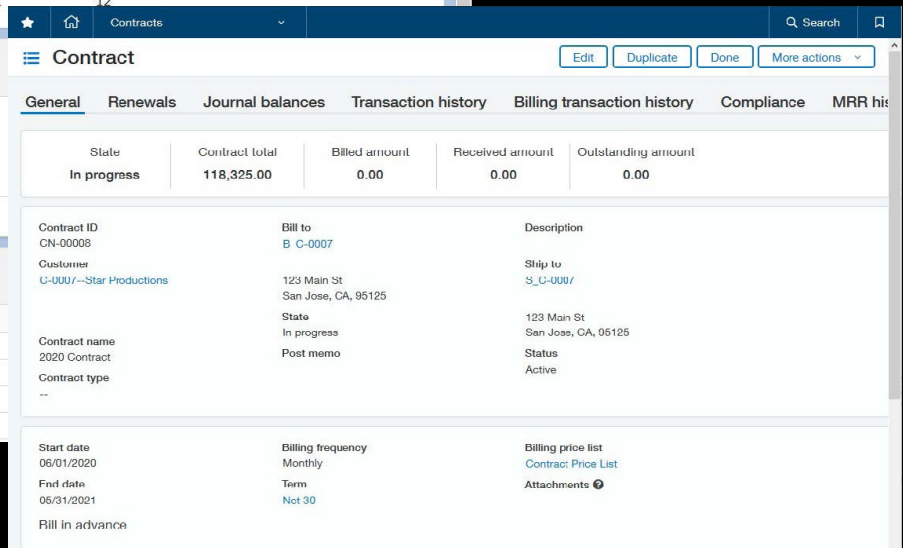 12
Contracts
Search
Contract
Edit Duplicate Done More actions
General Renewals Journal balances Transaction history Billing transaction history Compliance MRR his
State Contract total Billed amount Received amount Outstanding amount
In progress 118,325.00 0.00 0.00 0.00
Contract ID Bill to Description
CN-00008 B_C-0007
Customer Ship to
C-0007--Star Productions 123 Main St S_C-0007
San Jose, CA, 95125
State 123 Main St
In progress San Jose, CA, 95125
Contract name Post memo Status
2020 Contract Active
Contract type
--
Start date Billing frequency Billing price list
06/01/2020 Monthly Contract Price List
End date Term Attachments
05/31/2021 Net 30
Bill in advance